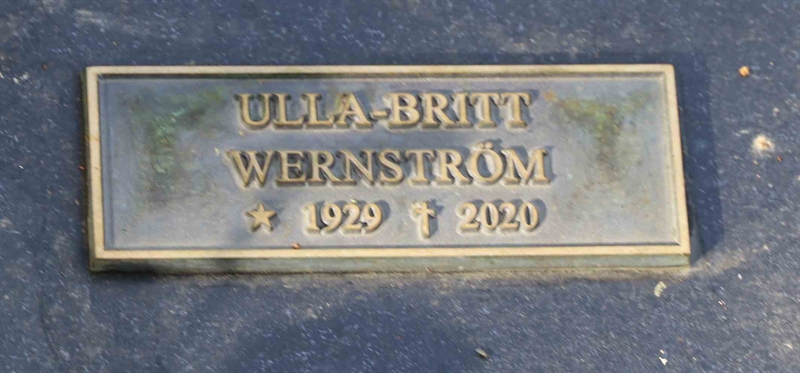 ULLA-BRITT
WERNSTRÖM
★ 1929 ✝ 2020